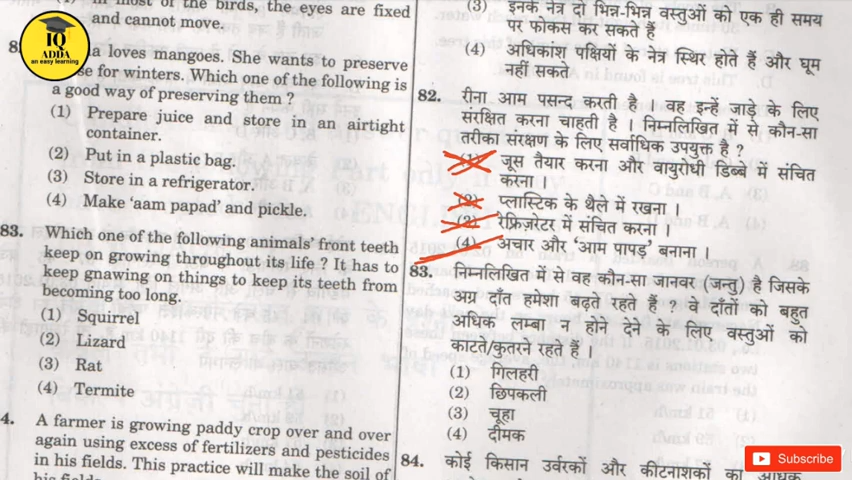 In most of the birds, the eyes are fixed
and cannot move.
loves mangoes. She wants to preserve
for winters. Which one of the following is
a good way of preserving them ?
(1) Prepare juice and store in an airtight
container.
(2) Put in a plastic bag.
(3) Store in a refrigerator.
(4) Make ‘aam papad’ and pickle.
83. Which one of the following animals’ front teeth
keep on growing throughout its life ? It has to
keep gnawing on things to keep its teeth from
becoming too long.
(1) Squirrel
(2) Lizard
(3) Rat
(4) Termite
4. A farmer is growing paddy crop over and over
again using excess of fertilizers and pesticides
in his fields. This practice will make the soil of
his fields
(3) इनके नेत्र दो भिन्न-भिन्न वस्तुओं को एक ही समय
पर फोकस कर सकते हैं
(4) अधिकांश पक्षियों के नेत्र स्थिर होते हैं और घूम
नहीं सकते
82. रीना आम पसन्द करती है । वह इन्हें जाड़े के लिए
संरक्षित करना चाहती है । निम्नलिखित में से कौन-सा
तरीका संरक्षण के लिए सर्वाधिक उपयुक्त है ?
(1) जूस तैयार करना और वायुरोधी डिब्बे में संचित
करना ।
(2) प्लास्टिक के थैले में रखना ।
(3) रेफ्रिज़रेटर में संचित करना ।
(4) अचार और ‘आम पापड़’ बनाना ।
83. निम्नलिखित में से वह कौन-सा जानवर (जन्तु) है जिसके
अग्र दाँत हमेशा बढ़ते रहते हैं ? वे दाँतों को बहुत
अधिक लम्बा न होने देने के लिए वस्तुओं को
काटते/कुतरते रहते हैं ।
(1) गिलहरी
(2) छिपकली
(3) चूहा
(4) दीमक
84. कोई किसान उर्वरकों और कीटनाशकों का अधिक
IQ
ADDA
an easy learning
Subscribe